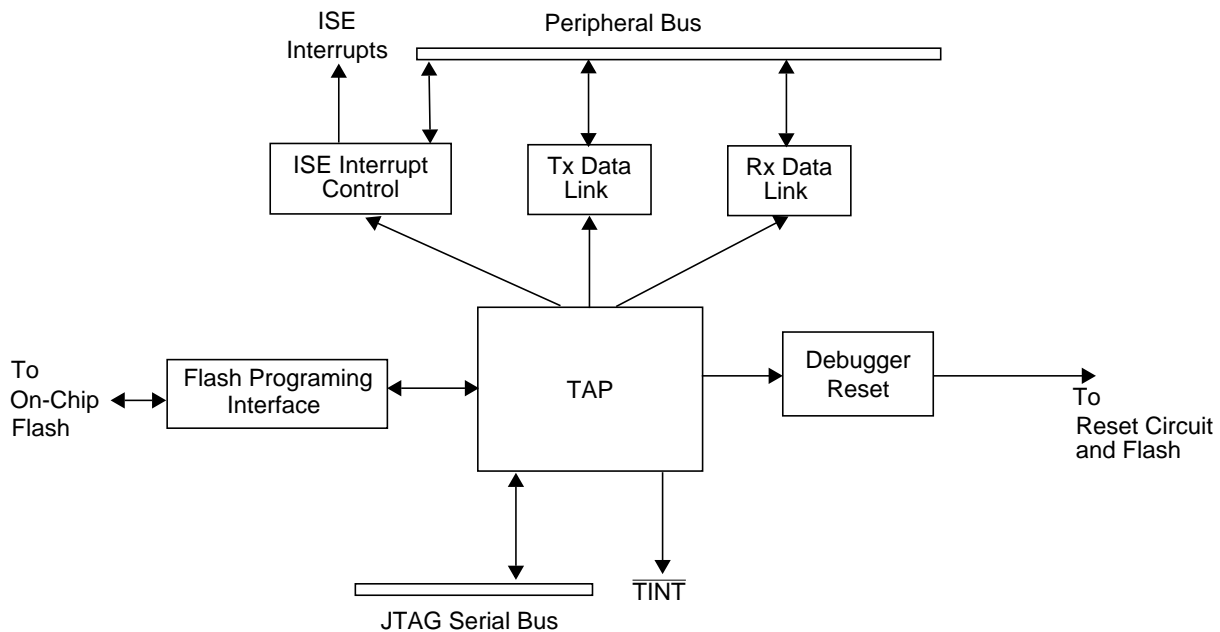 ISE
Interrupts
Peripheral Bus
ISE Interrupt
Control
Tx Data
Link
Rx Data
Link
To
On-Chip
Flash
Flash Programing
Interface
TAP
Debugger
Reset
To
Reset Circuit
and Flash
JTAG Serial Bus
TINT